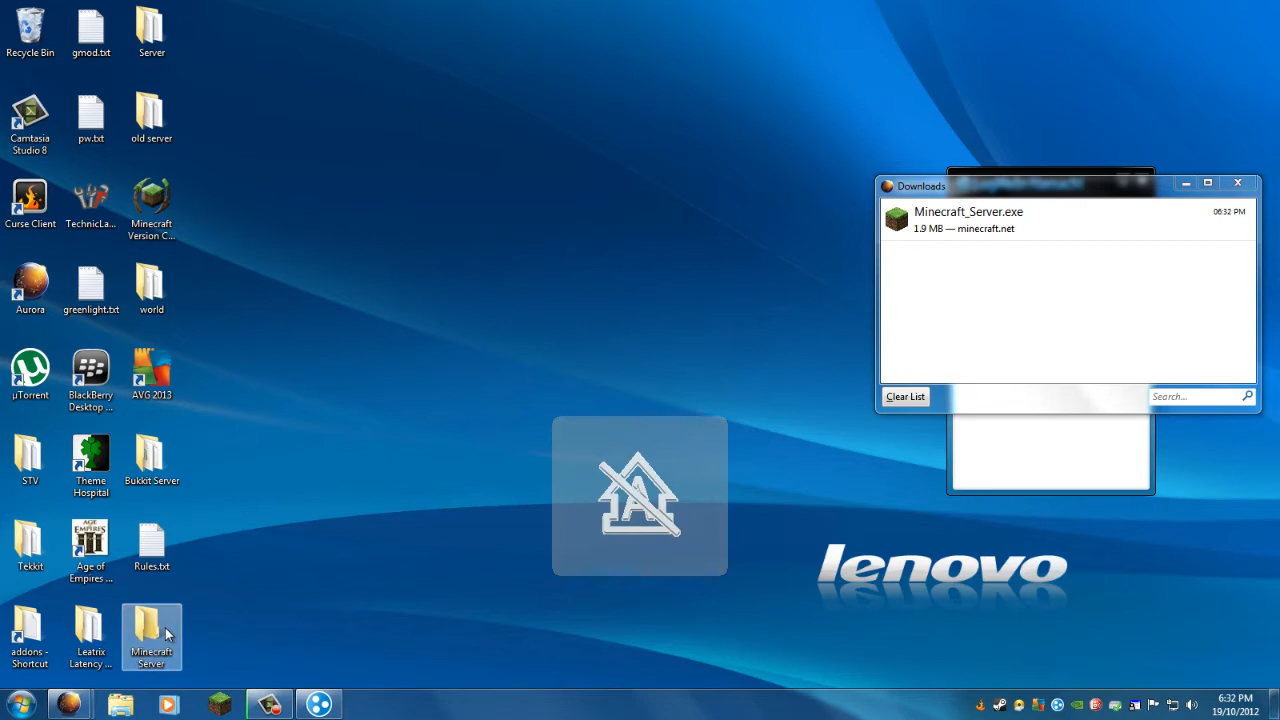 Recycle Bin
gmod.txt
Server
Camtasia
Studio 8
pw.txt
old server
Curse Client
TechnicLa...
Minecraft
Version C...
Aurora
greenlight.txt
world
µTorrent
BlackBerry
Desktop ...
AVG 2013
STV
Theme
Hospital
Bukkit Server
Tekkit
AGE OF
EMPIRES
Age of
Empires ...
Rules.txt
addons -
Shortcut
Leatrix
Latency ...
Minecraft
Server
Downloads
Minecraft_Server.exe
06:32 PM
1.9 MB — minecraft.net
Clear List
Search...
A
lenovo
6:32 PM
19/10/2012